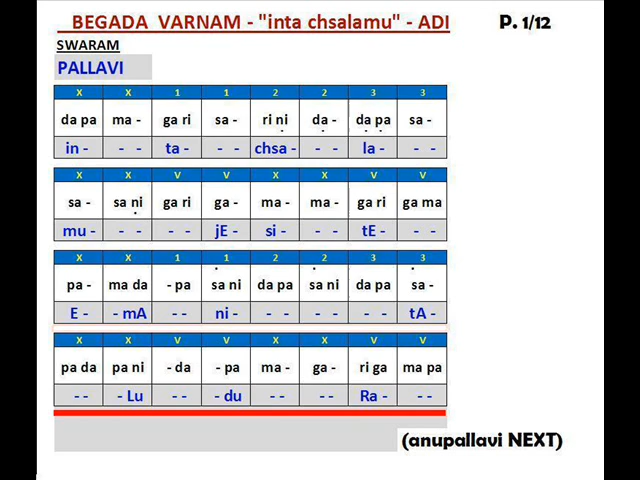 BEGADA VARNAM - "inta chsalamu" - ADI P. 1/12
SWARAM
PALLAVI
X X 1 1 2 2 3 3
da pa ma - ga ri sa - ri ni da - da pa sa -
in - - - ta - - - chsa - - - la - - -
X X V V X X V V
sa - sa ni ga ri ga - ma - ma - ga ri ga ma
mu - - - - - jE - si - - - tE - - -
X X 1 1 2 2 3 3
pa - ma da - pa sa ni da pa sa ni da pa sa -
E - - mA - - ni - - - - - - - tA -
X X V V X X V V
pa da pa ni - da - pa ma - ga - ri ga ma pa
- - - Lu - - - du - - - - Ra - - -
(anupallavi NEXT)